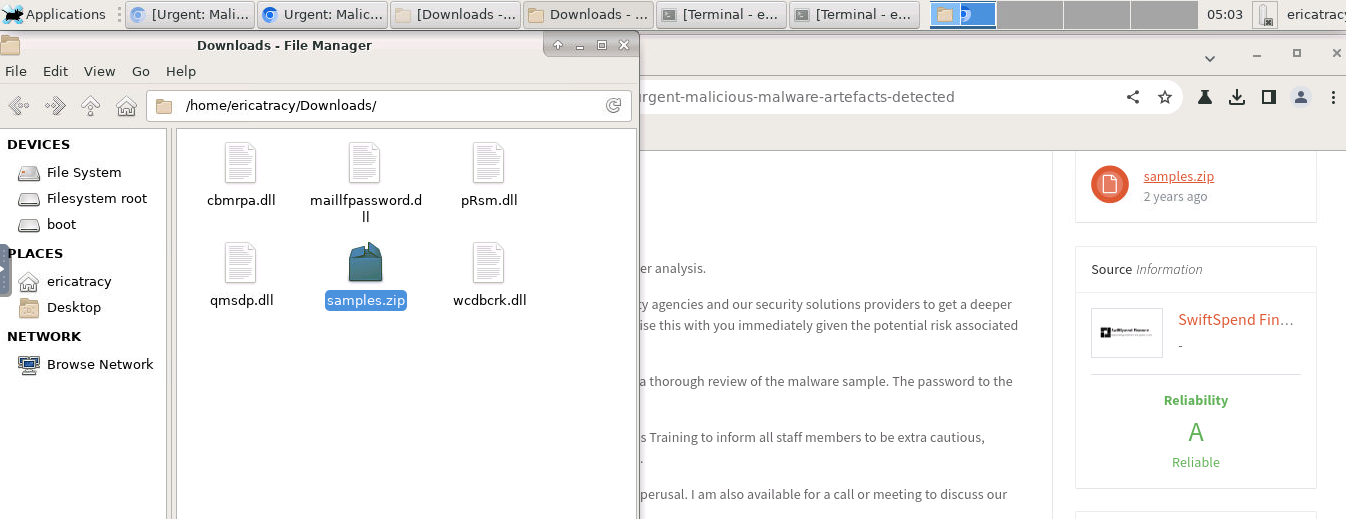 Applications
[Urgent: Mali...
Urgent: Malic...
[Downloads -...
Downloads - ...
[Terminal - e...
[Terminal - e...
05:03
ericatracy
Downloads - File Manager
File Edit View Go Help
/home/ericatracy/Downloads/
DEVICES
File System
Filesystem root
boot
PLACES
ericatracy
Desktop
NETWORK
Browse Network
cbmrpa.dll
maillfpassword.d
ll
pRsm.dll
qmsdp.dll
samples.zip
wcdbcrk.dll
urgent-malicious-malware-artefacts-detected
er analysis.
ty agencies and our security solutions providers to get a deeper
ise this with you immediately given the potential risk associated
a thorough review of the malware sample. The password to the
s Training to inform all staff members to be extra cautious,
.
perusal. I am also available for a call or meeting to discuss our
samples.zip
2 years ago
Source Information
SwiftSpend Finance
SwiftSpend Fin...
-
Reliability
A
Reliable